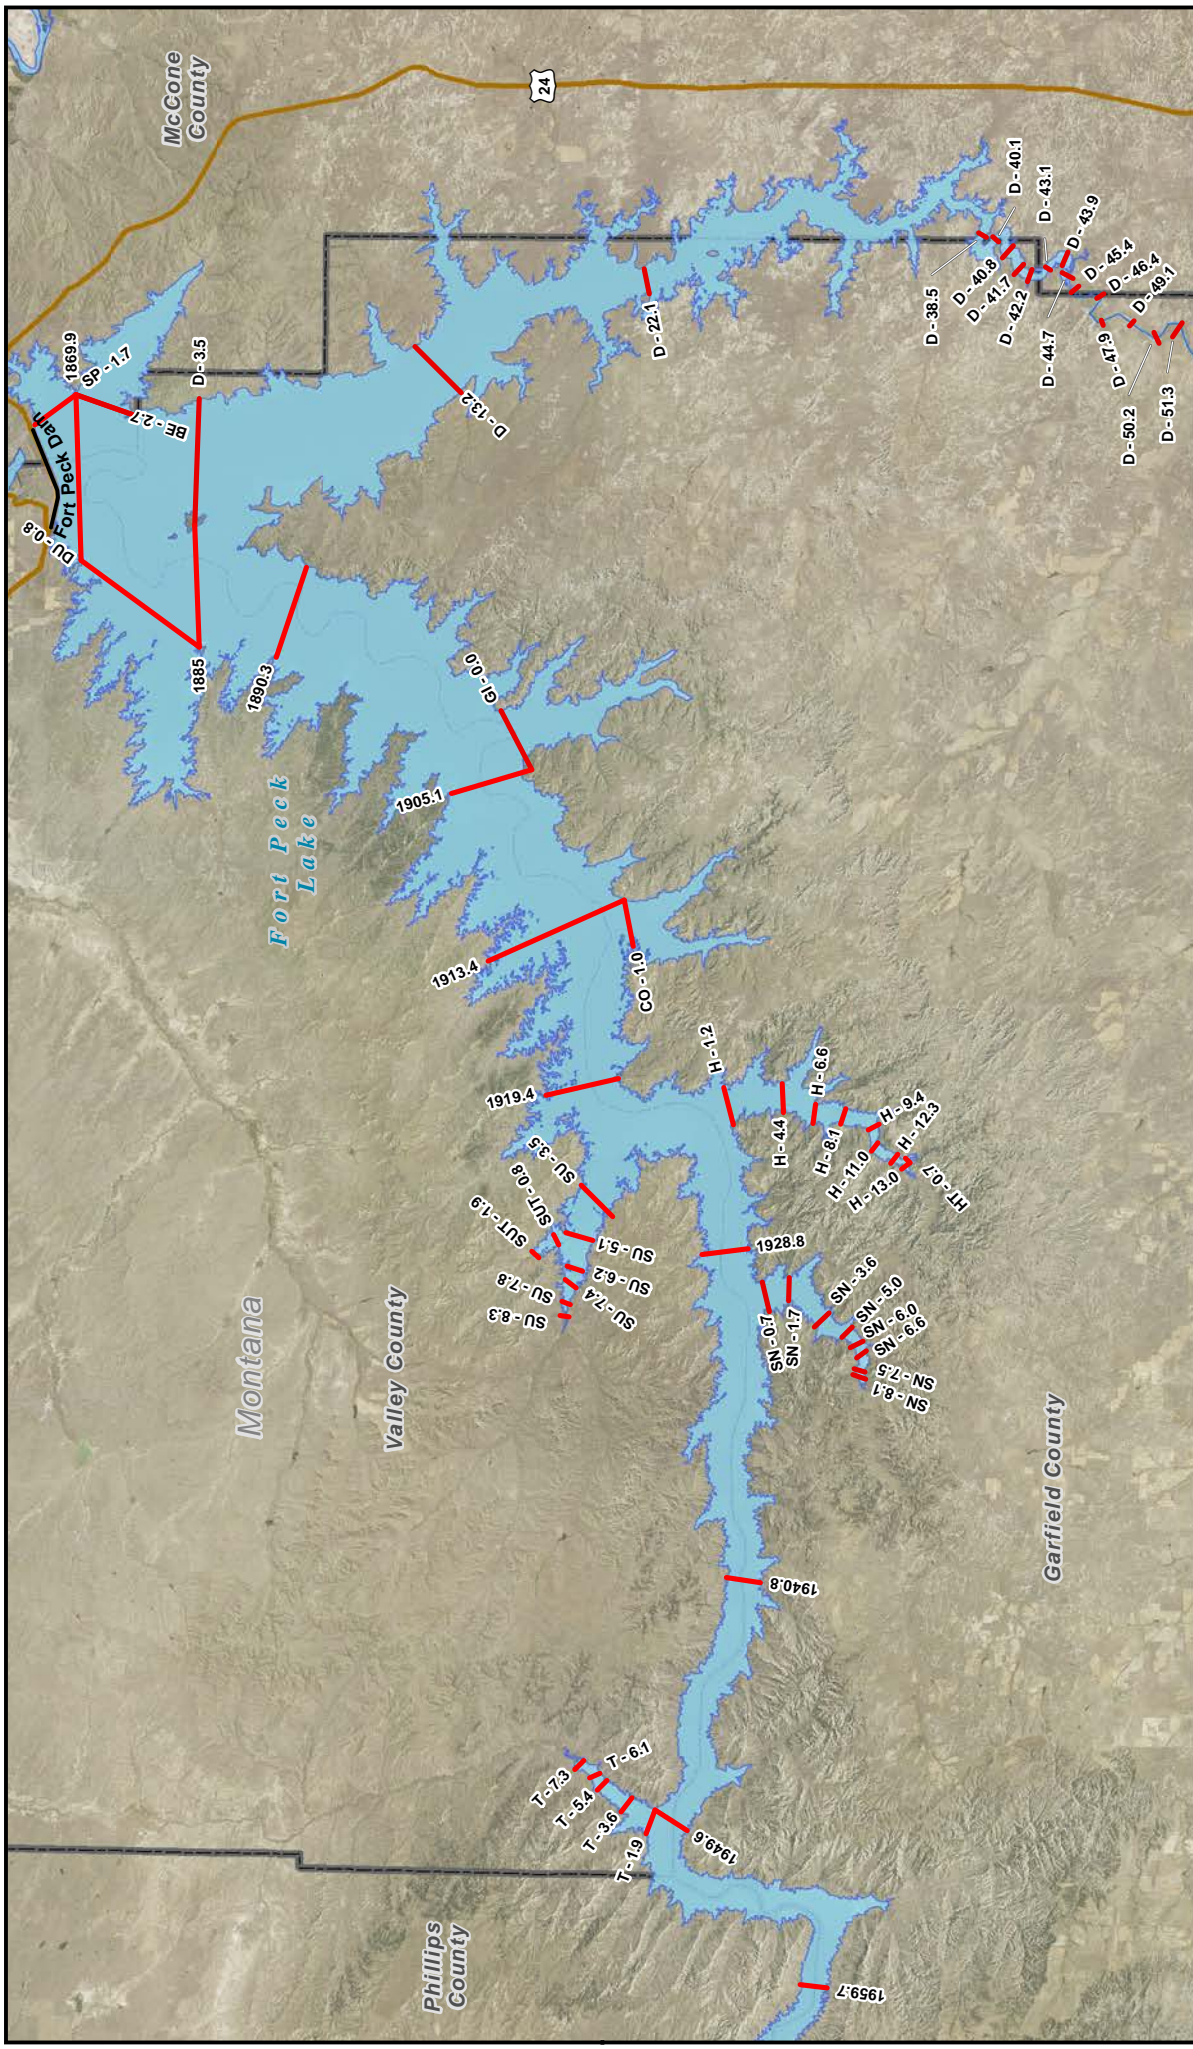 McCone
County
24
1869.9
SP - 1.7
Fort Peck Dam
BE - 2.7
D - 3.5
DU - 0.8
1885
1890.3
D - 13.2
D - 22.1
D - 38.5
D - 40.1
D - 40.8
D - 41.7
D - 42.2
D - 43.1
D - 43.9
D - 44.7
D - 45.4
D - 46.4
D - 47.9
D - 49.1
D - 50.2
D - 51.3
GI - 0.0
1905.1
Fort Peck
Lake
1913.4
CO - 1.0
1919.4
H - 1.2
H - 4.4
H - 6.6
H - 8.1
H - 9.4
H - 11.0
H - 12.3
H - 13.0
HT - 0.7
SU - 3.5
SUT - 0.8
SUT - 1.9
SU - 5.1
SU - 6.2
SU - 7.4
SU - 7.8
SU - 8.3
1928.8
SN - 0.7
SN - 1.7
SN - 3.6
SN - 5.0
SN - 6.0
SN - 6.6
SN - 7.5
SN - 8.1
Montana
Valley County
Garfield County
1940.8
T - 7.3
T - 6.1
T - 5.4
T - 3.6
T - 1.9
1949.6
Phillips
County
1959.7